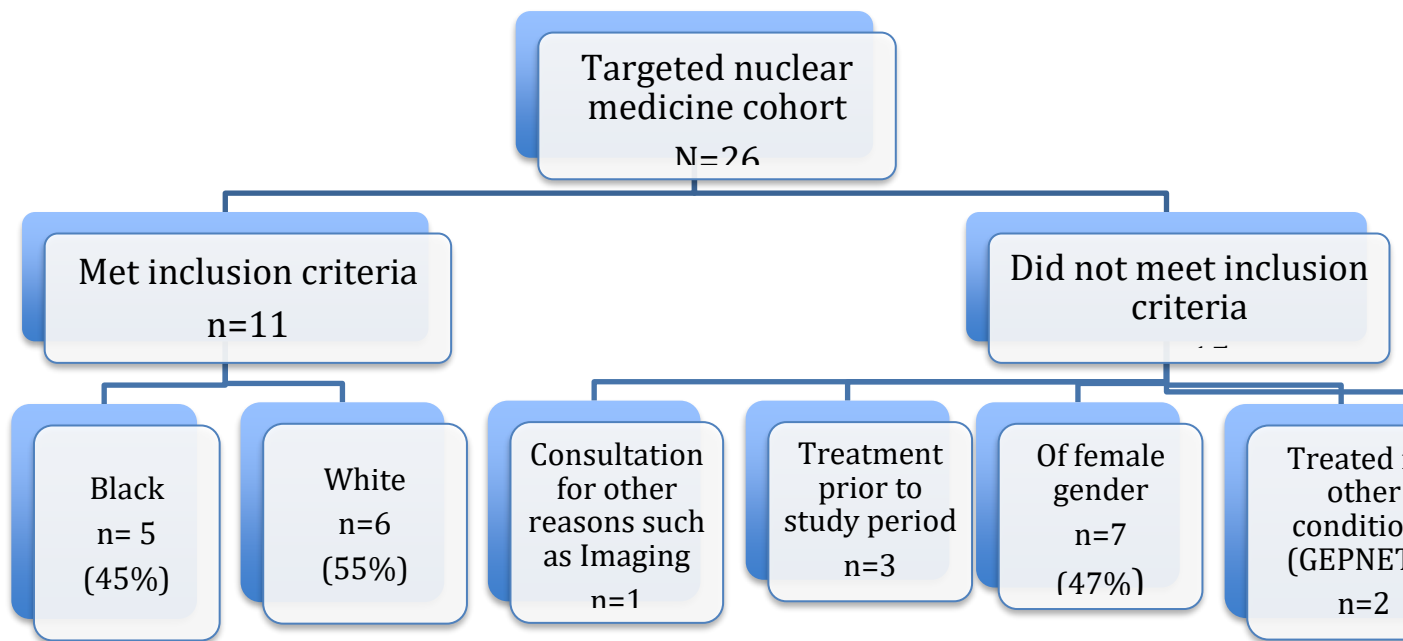 Targeted nuclear
medicine cohort
N=26
Met inclusion criteria
n=11
Did not meet inclusion
criteria
Black
n= 5
(45%)
White
n=6
(55%)
Consultation
for other
reasons such
as Imaging
n=1
Treatment
prior to
study period
n=3
Of female
gender
n=7
(47%)
Treated
other
n=2